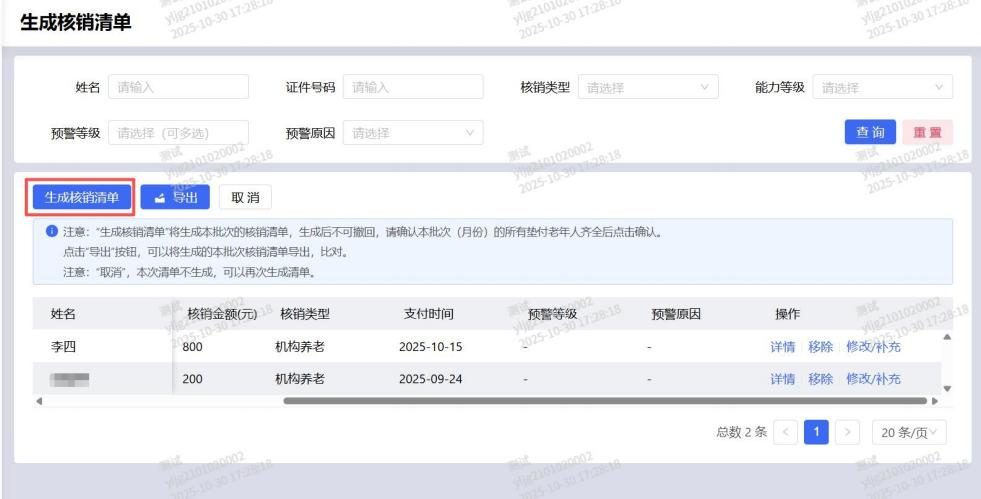 生成核销清单
姓名 请输入 证件号码 请输入 核销类型 请选择 能力等级 请选择
预警等级 请选择（可多选） 预警原因 请选择 查 询 重 置
生成核销清单 导出 取 消
注意：“生成核销清单”将生成本批次的核销清单，生成后不可撤回，请确认本批次（月份）的所有垫付老年人齐全后点击确认。
点击“导出”按钮，可以将生成的本批次核销清单导出，比对。
注意：“取消”，本次清单不生成，可以再次生成清单。
姓名 核销金额(元) 核销类型 支付时间 预警等级 预警原因 操作
李四 800 机构养老 2025-10-15 - - 详情 移除 修改/补充
200 机构养老 2025-09-24 - - 详情 移除 修改/补充
总数 2 条 < 1 > 20 条/页
测试
yljg2101020002
2025-10-30 17:28:18